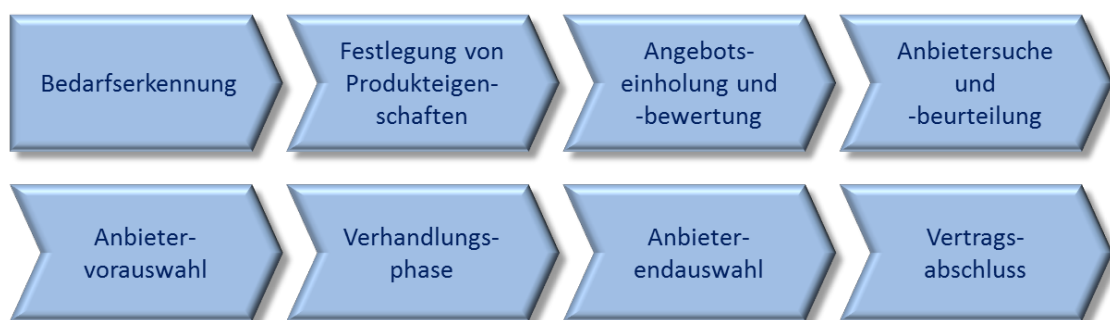 Bedarfserkennung
Festlegung von
Produkteigen-
schaften
Angebots-
einholung und
-bewertung
Anbietersuche
und
-beurteilung
Anbieter-
vorauswahl
Verhandlungs-
phase
Anbieter-
endauswahl
Vertrags-
abschluss